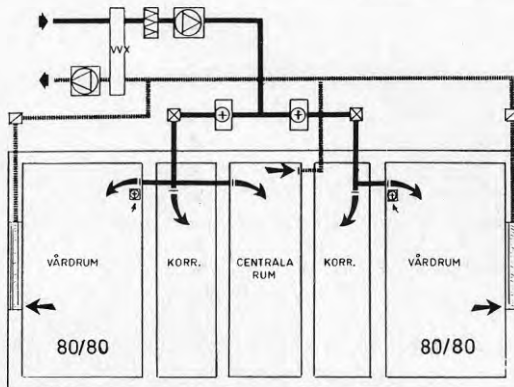 VVX
VÅRDRUM
KORR.
CENTRALA
RUM
KORR.
VÅRDRUM
80/80
80/80